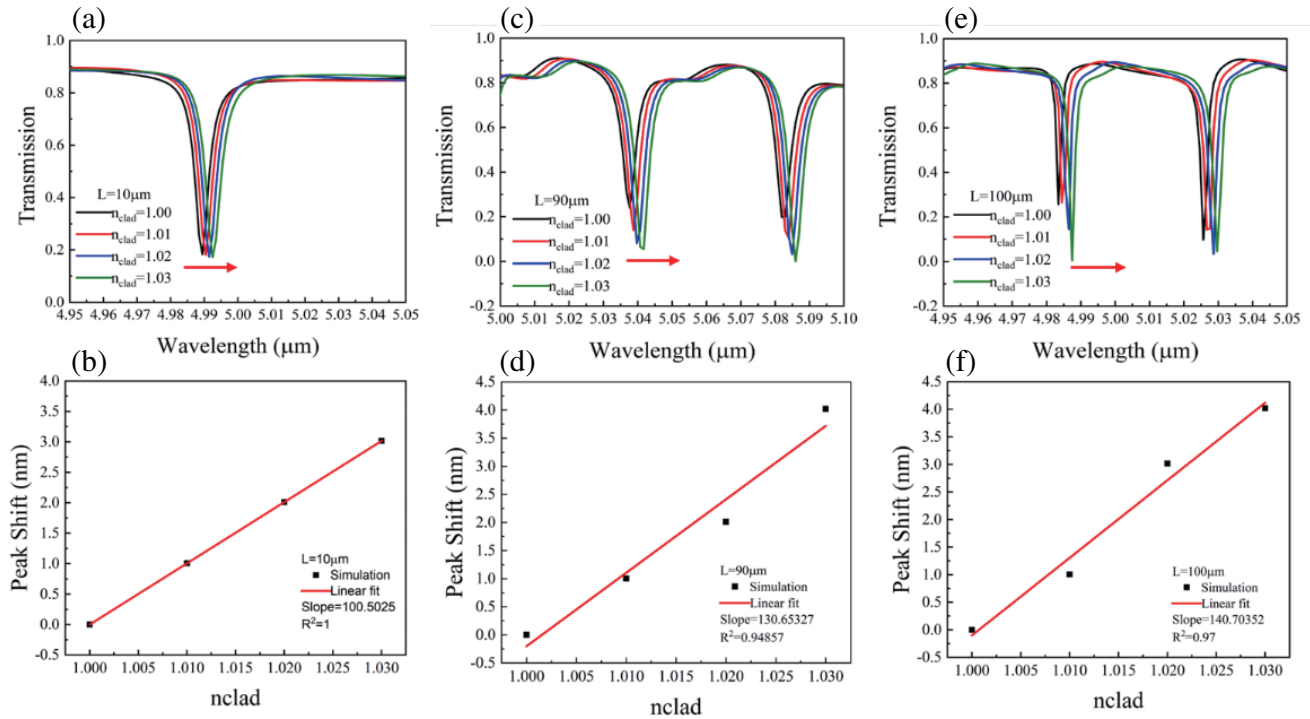 (a)
1.0
0.8
0.6
0.4
0.2
0.0
Transmission
L=10μm
n_clad=1.00
n_clad=1.01
n_clad=1.02
n_clad=1.03
4.95 4.96 4.97 4.98 4.99 5.00 5.01 5.02 5.03 5.04 5.05
Wavelength (μm)
(c)
1.0
0.8
0.6
0.4
0.2
0.0
-0.2
Transmission
L=90μm
n_clad=1.00
n_clad=1.01
n_clad=1.02
n_clad=1.03
5.00 5.01 5.02 5.03 5.04 5.05 5.06 5.07 5.08 5.09 5.10
Wavelength (μm)
(e)
1.0
0.8
0.6
0.4
0.2
0.0
-0.2
Transmission
L=100μm
n_clad=1.00
n_clad=1.01
n_clad=1.02
n_clad=1.03
4.95 4.96 4.97 4.98 4.99 5.00 5.01 5.02 5.03 5.04 5.05
Wavelength (μm)
(b)
4.0
3.5
3.0
2.5
2.0
1.5
1.0
0.5
0.0
-0.5
Peak Shift (nm)
L=10μm
Simulation
Linear fit
Slope=100.5025
R²=1
1.000 1.005 1.010 1.015 1.020 1.025 1.030
nclad
(d)
4.5
4.0
3.5
3.0
2.5
2.0
1.5
1.0
0.5
0.0
-0.5
Peak Shift (nm)
L=90μm
Simulation
Linear fit
Slope=130.65327
R²=0.94857
1.000 1.005 1.010 1.015 1.020 1.025 1.030
nclad
(f)
4.5
4.0
3.5
3.0
2.5
2.0
1.5
1.0
0.5
0.0
-0.5
Peak Shift (nm)
L=100μm
Simulation
Linear fit
Slope=140.70352
R²=0.97
1.000 1.005 1.010 1.015 1.020 1.025 1.030
nclad